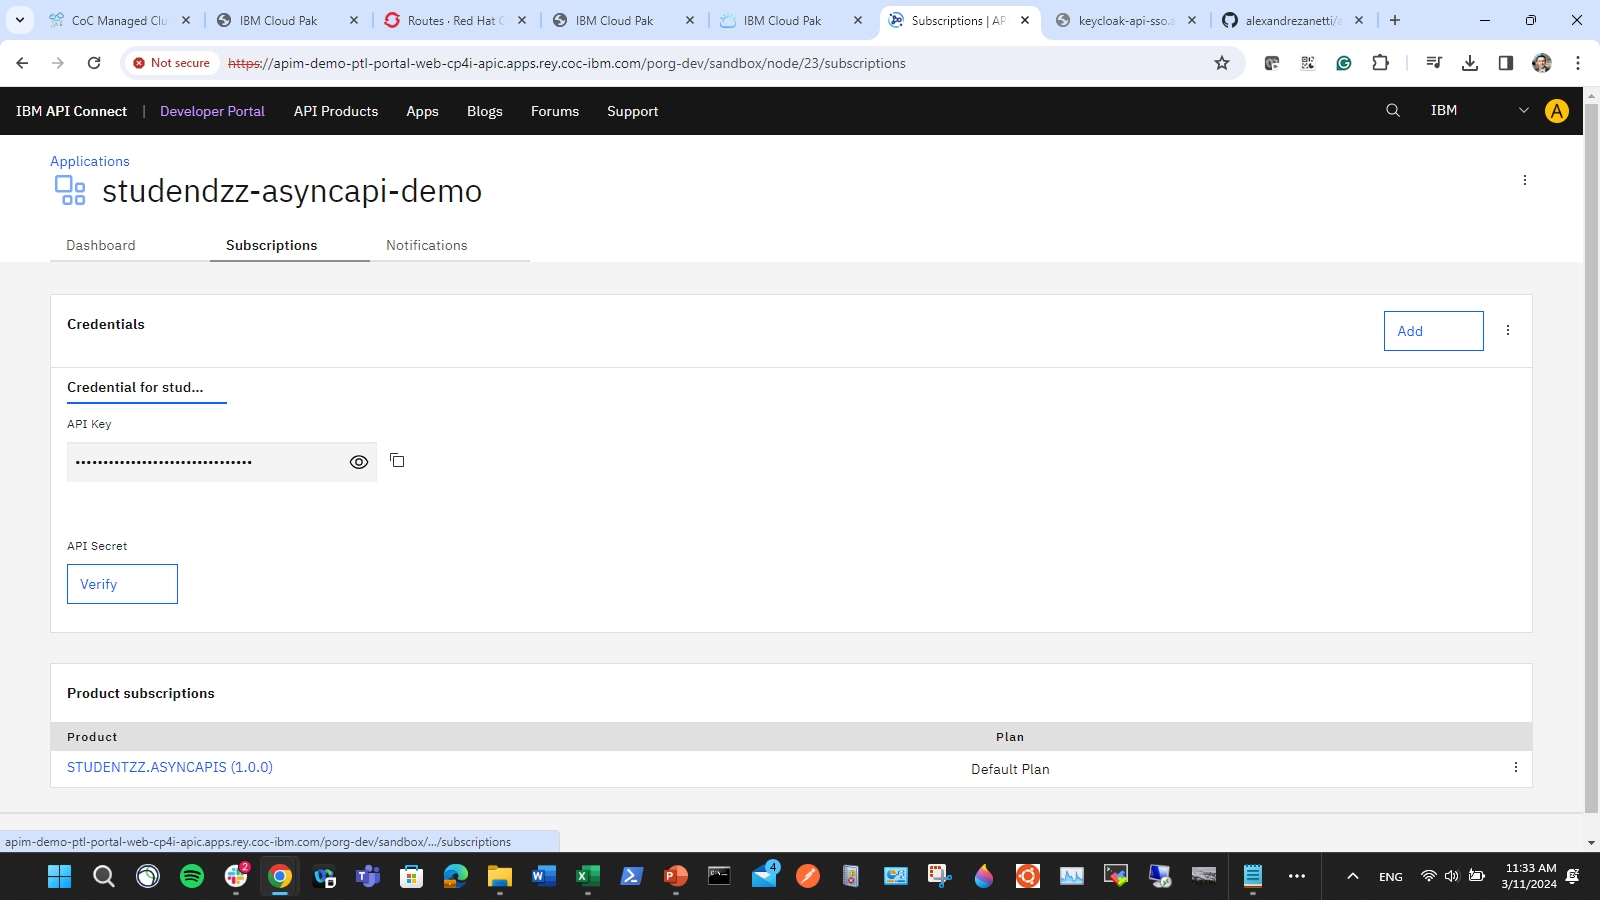 CoC Managed Clu
IBM Cloud Pak
Routes · Red Hat C
IBM Cloud Pak
IBM Cloud Pak
Subscriptions | AP
keycloak-api-sso.a
alexandrezanetti/a
Not secure https://apim-demo-ptl-portal-web-cp4i-apic.apps.rey.coc-ibm.com/porg-dev/sandbox/node/23/subscriptions
IBM API Connect | Developer Portal API Products Apps Blogs Forums Support IBM A
Applications
studendzz-asyncapi-demo
Dashboard Subscriptions Notifications
Credentials Add
Credential for stud...
API Key
••••••••••••••••••••••••••••••••
API Secret
Verify
Product subscriptions
Product Plan
STUDENTZZ.ASYNCAPIS (1.0.0) Default Plan
apim-demo-ptl-portal-web-cp4i-apic.apps.rey.coc-ibm.com/porg-dev/sandbox/.../subscriptions
2
4
ENG
11:33 AM
3/11/2024